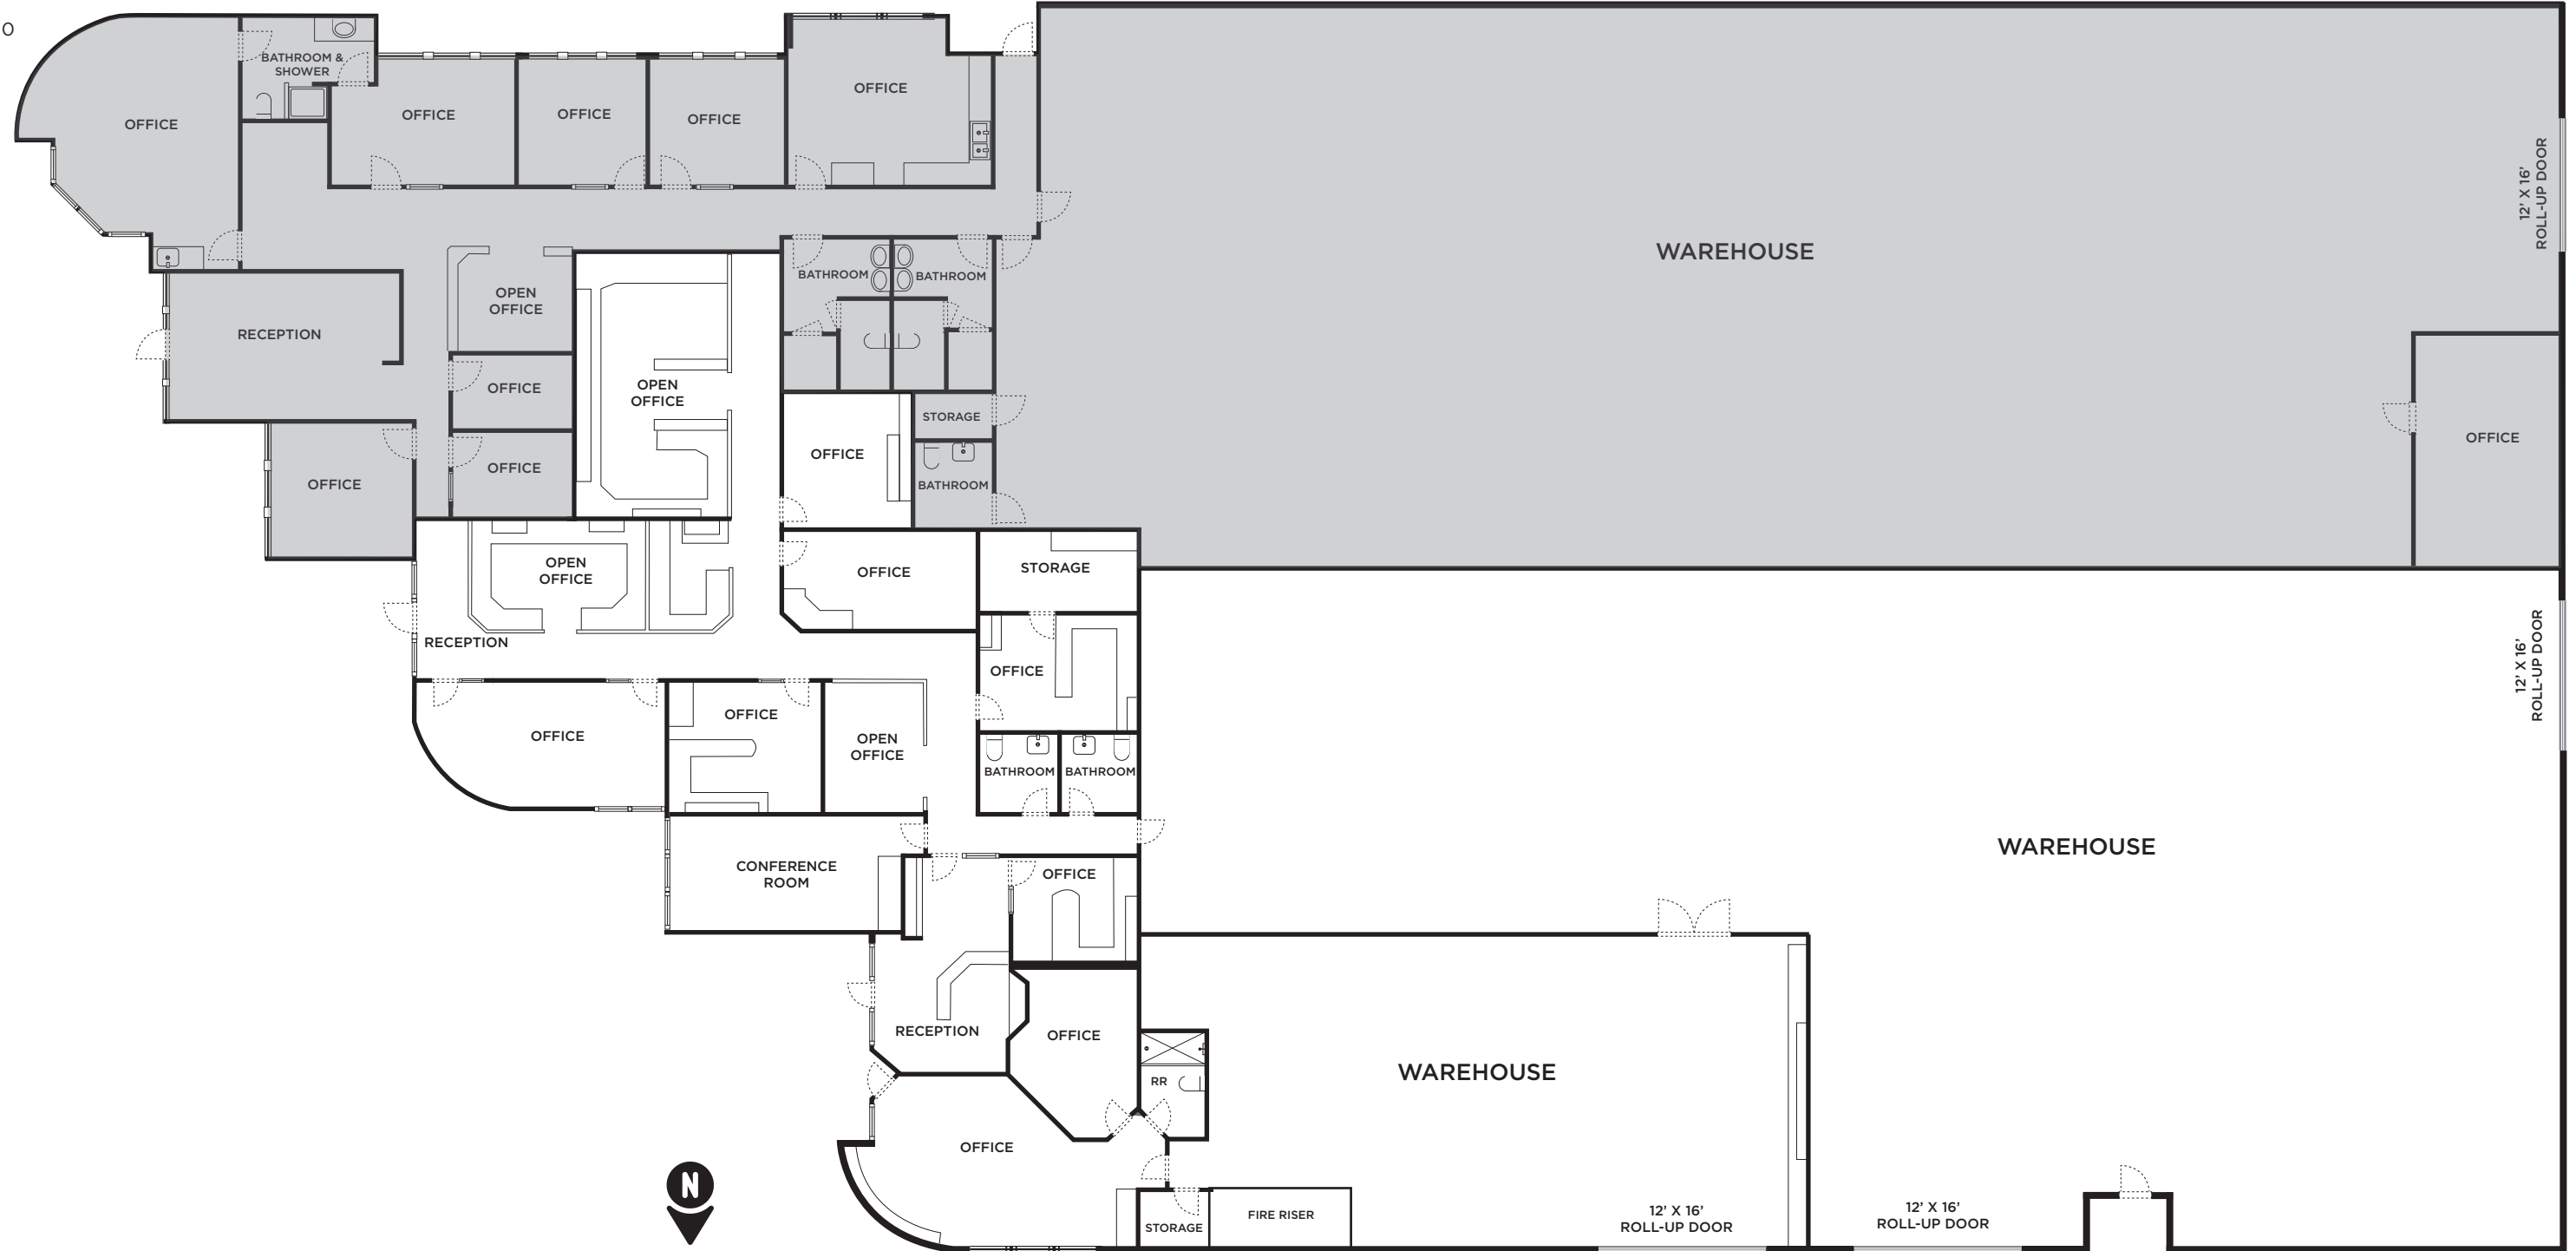 0
BATHROOM &
SHOWER
OFFICE
OFFICE
OFFICE
OFFICE
OFFICE
12' X 16'
ROLL-UP DOOR
WAREHOUSE
BATHROOM
BATHROOM
OPEN
OFFICE
RECEPTION
OFFICE
OPEN
OFFICE
STORAGE
OFFICE
OFFICE
OFFICE
OFFICE
BATHROOM
OPEN
OFFICE
OFFICE
STORAGE
RECEPTION
OFFICE
12' X 16'
ROLL-UP DOOR
OFFICE
OFFICE
OPEN
OFFICE
BATHROOM
BATHROOM
WAREHOUSE
CONFERENCE
ROOM
OFFICE
RECEPTION
OFFICE
WAREHOUSE
RR
OFFICE
N
STORAGE
FIRE RISER
12' X 16'
ROLL-UP DOOR
12' X 16'
ROLL-UP DOOR